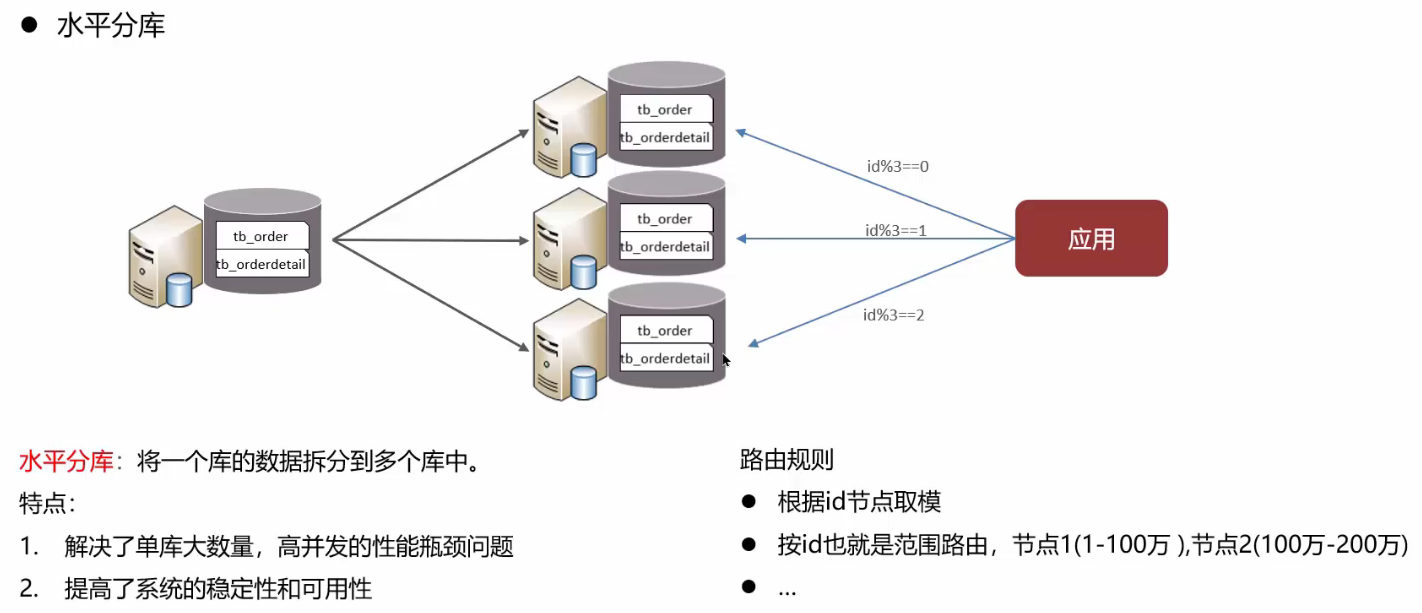 ● 水平分库
tb_order
tb_orderdetail
tb_order
tb_orderdetail
tb_order
tb_orderdetail
tb_order
tb_orderdetail
id%3==0
id%3==1
id%3==2
应用
水平分库：将一个库的数据拆分到多个库中。
特点：
1. 解决了单库大数量，高并发的性能瓶颈问题
2. 提高了系统的稳定性和可用性
路由规则
● 根据id节点取模
● 按id也就是范围路由，节点1(1-100万 ),节点2(100万-200万)
● ...